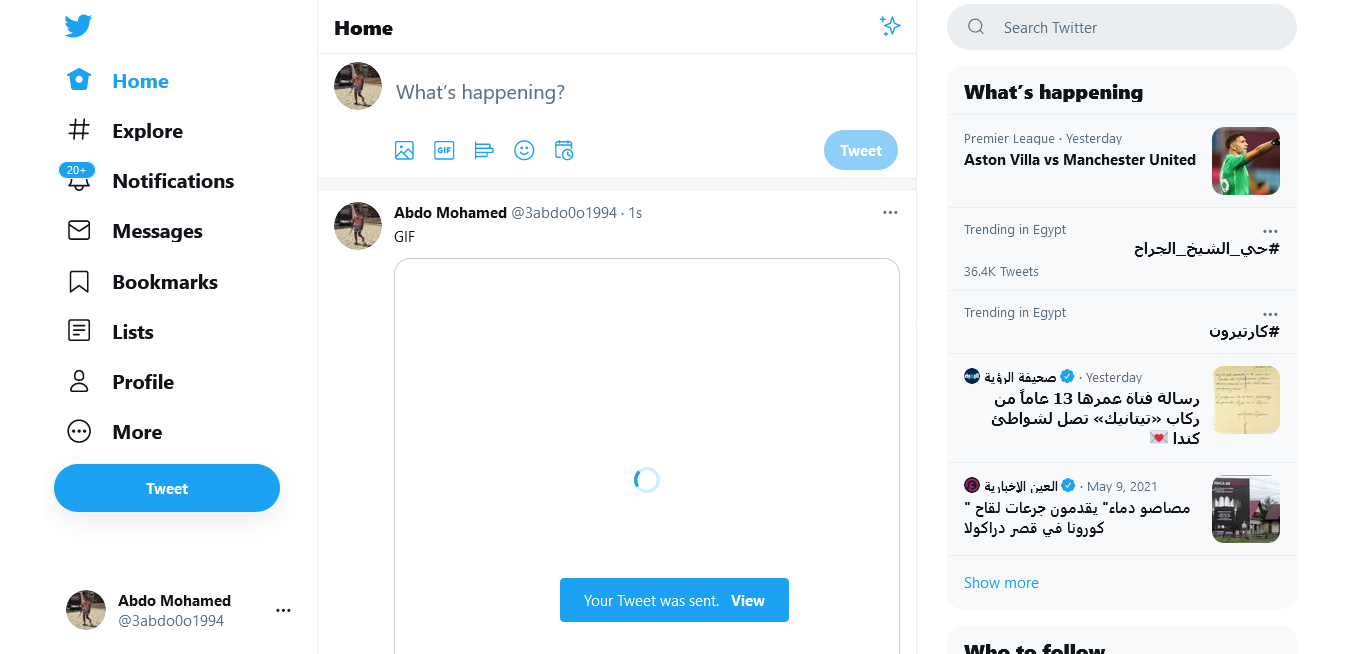 Home
Explore
20+
Notifications
Messages
Bookmarks
Lists
Profile
More
Tweet
Abdo Mohamed
@3abdo0o1994
Home
What's happening?
GIF
Tweet
Abdo Mohamed @3abdo0o1994 · 1s
GIF
Your Tweet was sent. View
Search Twitter
What's happening
Premier League · Yesterday
Aston Villa vs Manchester United
Trending in Egypt
#حي_الشيخ_الجراح
36.4K Tweets
Trending in Egypt
#كارتيرون
صحيفة الرؤية · Yesterday
رسالة فتاة عمرها 13 عاماً من
ركاب «تيتانيك» تصل لشواطئ
كندا 💌
العين الإخبارية · May 9, 2021
" مصاصو دماء" يقدمون جرعات لقاح
كورونا في قصر دراكولا
Show more
Who to follow